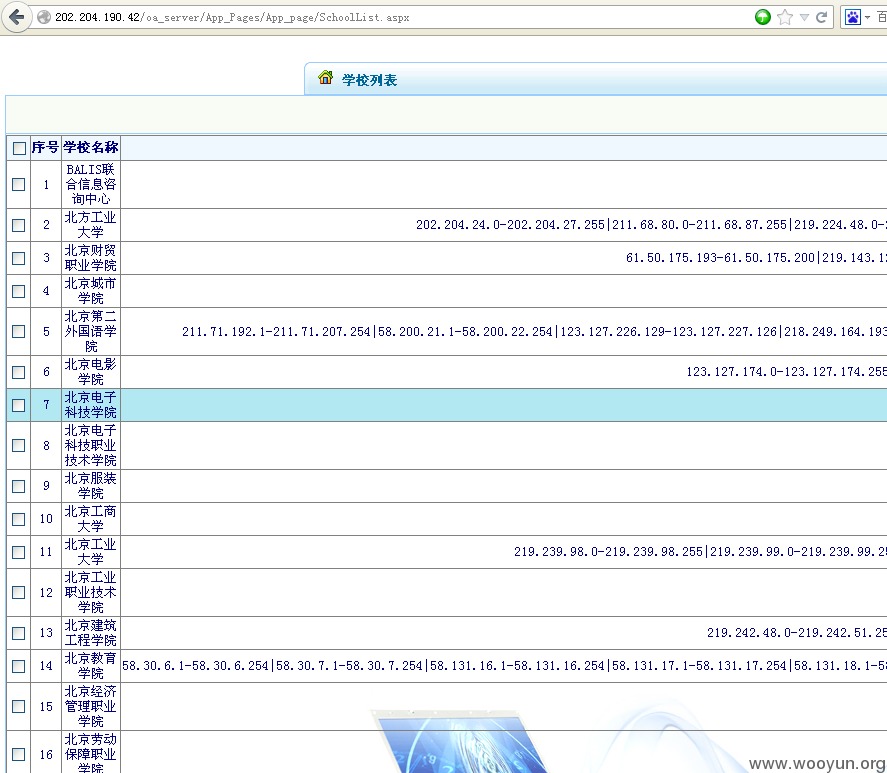 202.204.190.42/oa_server/App_Pages/App_page/SchoolList.aspx
百
学校列表
序号 学校名称
1 BALIS联
合信息咨
询中心
2 北方工业
大学 202.204.24.0-202.204.27.255|211.68.80.0-211.68.87.255|219.224.48.0-2
3 北京财贸
职业学院 61.50.175.193-61.50.175.200|219.143.12
4 北京城市
学院
5 北京第二
外国语学
院 211.71.192.1-211.71.207.254|58.200.21.1-58.200.22.254|123.127.226.129-123.127.227.126|218.249.164.193
6 北京电影
学院 123.127.174.0-123.127.174.255
7 北京电子
科技学院
8 北京电子
科技职业
技术学院
9 北京服装
学院
10 北京工商
大学
11 北京工业
大学 219.239.98.0-219.239.98.255|219.239.99.0-219.239.99.25
12 北京工业
职业技术
学院
13 北京建筑
工程学院 219.242.48.0-219.242.51.25
14 北京教育
学院 58.30.6.1-58.30.6.254|58.30.7.1-58.30.7.254|58.131.16.1-58.131.16.254|58.131.17.1-58.131.17.254|58.131.18.1-58
15 北京经济
管理职业
学院
16 北京劳动
保障职业
学院
www.wooyun.org